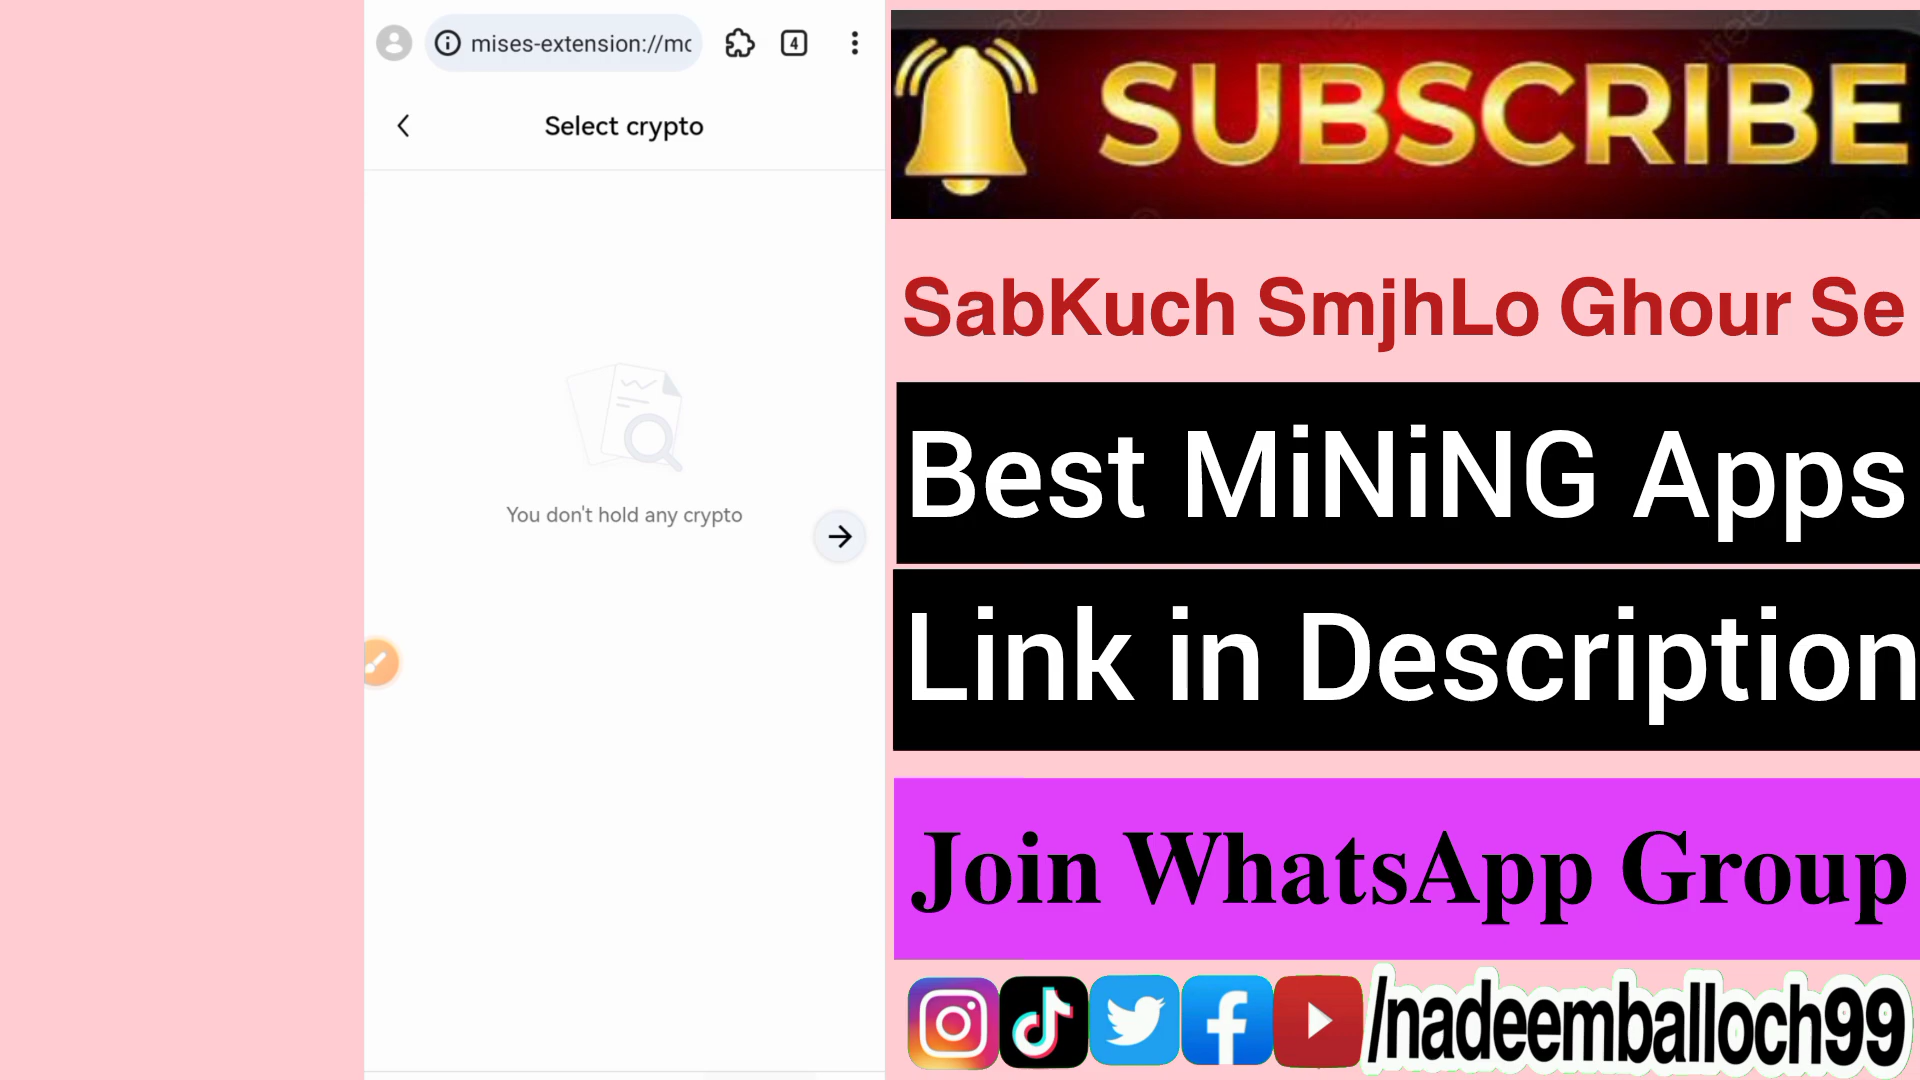 mises-extension://mc
4
Select crypto
You don't hold any crypto
SUBSCRIBE
SabKuch SmjhLo Ghour Se
Best MiNiNG Apps
Link in Description
Join WhatsApp Group
/nadeemballoch99